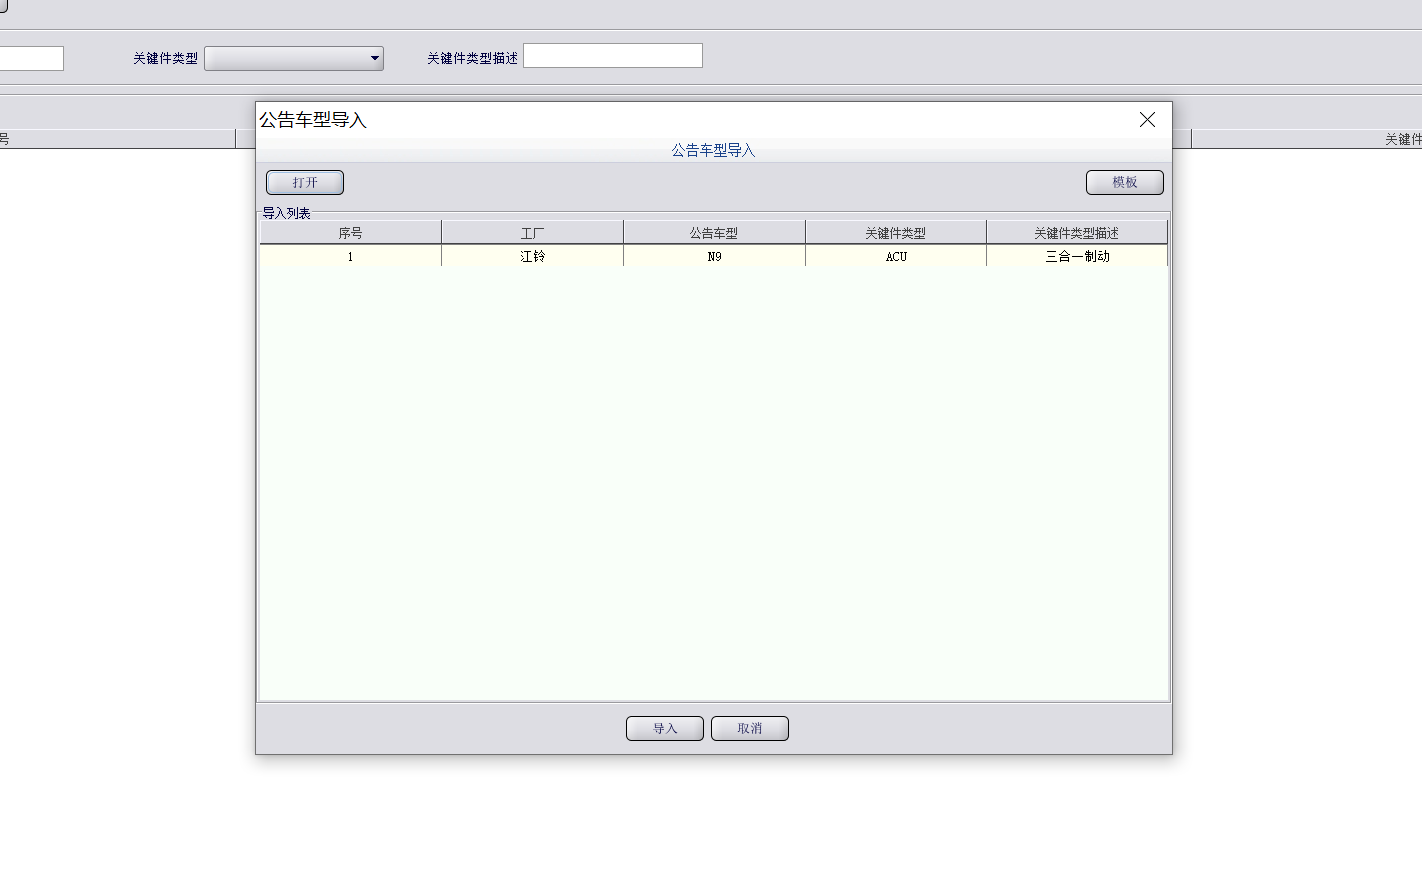 关键件类型
关键件类型描述
号
关键件
公告车型导入
公告车型导入
打开
模板
导入列表
序号 工厂 公告车型 关键件类型 关键件类型描述
1 江铃 N9 ACU 三合一制动
导入 取消